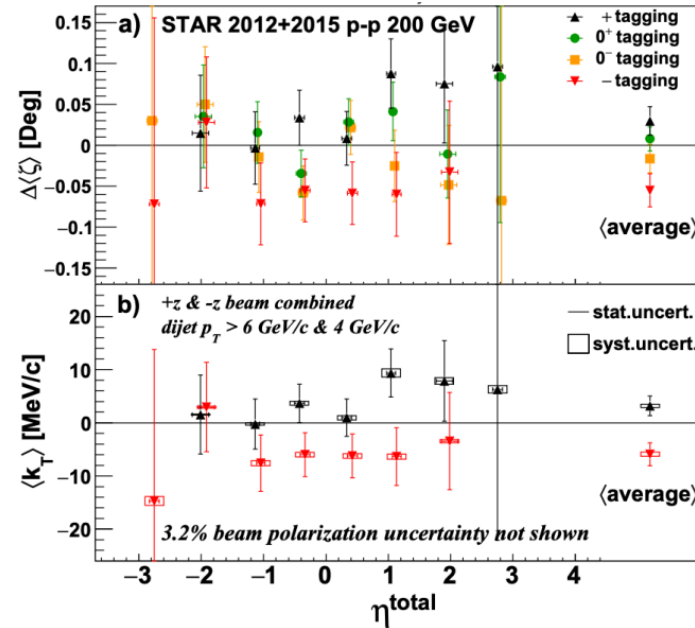 a) STAR 2012+2015 p-p 200 GeV
+ tagging
0⁺ tagging
0⁻ tagging
− tagging
Δ⟨ζ⟩ [Deg]
0.15
0.1
0.05
0
−0.05
−0.1
−0.15
⟨average⟩
b) +z & -z beam combined
dijet p_T > 6 GeV/c & 4 GeV/c
stat.uncert.
syst.uncert.
⟨k_T⟩ [MeV/c]
20
10
0
−10
−20
⟨average⟩
3.2% beam polarization uncertainty not shown
−3 −2 −1 0 1 2 3 4
η^total